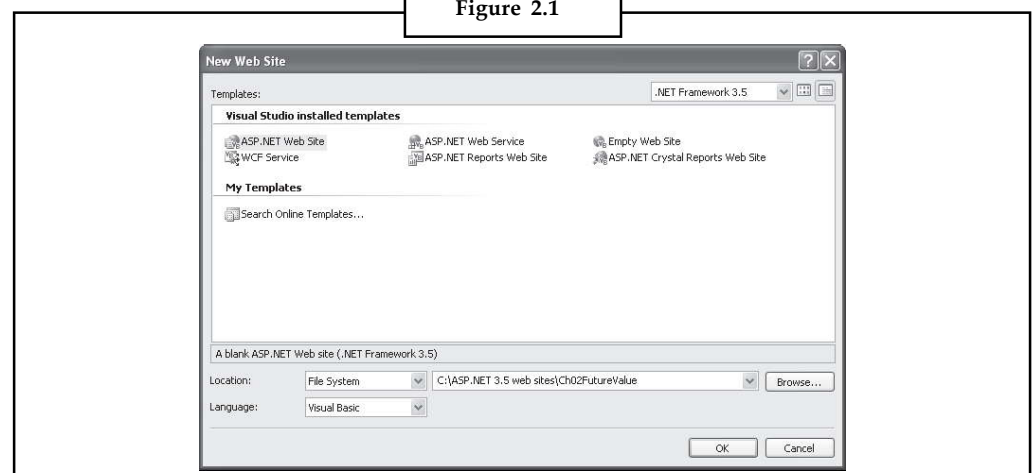 Figure 2.1
New Web Site
Templates:
.NET Framework 3.5
Visual Studio installed templates
ASP.NET Web Site
ASP.NET Web Service
Empty Web Site
WCF Service
ASP.NET Reports Web Site
ASP.NET Crystal Reports Web Site
My Templates
Search Online Templates...
A blank ASP.NET Web site (.NET Framework 3.5)
Location:
File System
C:\ASP.NET 3.5 web sites\Ch02FutureValue
Browse...
Language:
Visual Basic
OK
Cancel